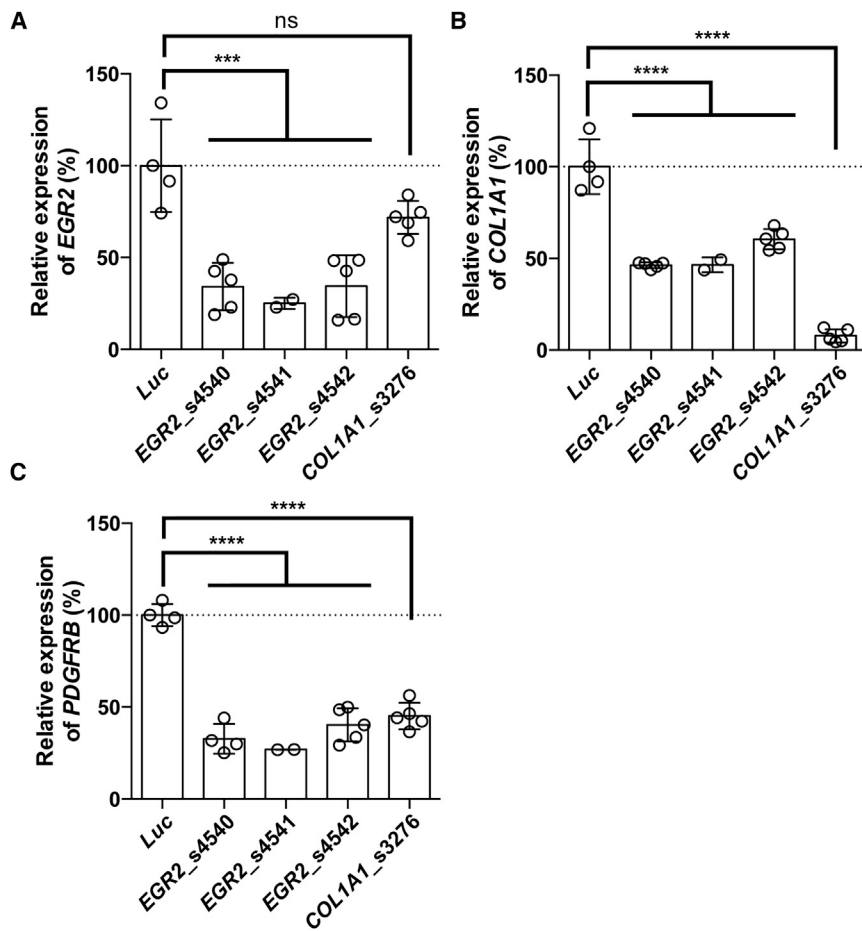 A
ns
***
150
100
50
0
Relative expression
of EGR2 (%)
Luc
EGR2_s4540
EGR2_s4541
EGR2_s4542
COL1A1_s3276
B
****
****
150
100
50
0
Relative expression
of COL1A1 (%)
Luc
EGR2_s4540
EGR2_s4541
EGR2_s4542
COL1A1_s3276
C
****
****
150
100
50
0
Relative expression
of PDGFRB (%)
Luc
EGR2_s4540
EGR2_s4541
EGR2_s4542
COL1A1_s3276